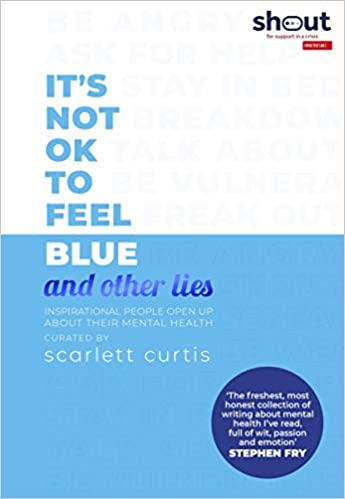 BE ANGRY
ASK FOR HELP
shout
for support in a crisis
IT'S
NOT
OK
TO
FEEL
BLUE
and other lies
STAY IN BED
BREAKDOW
TALK ABOUT
BE VULNERA
FREAK OUT
BE ANGRY
INSPIRATIONAL PEOPLE OPEN UP
ABOUT THEIR MENTAL HEALTH
CURATED BY
scarlett curtis
'The freshest, most
honest collection of
writing about mental
health I've read,
full of wit, passion
and emotion'
STEPHEN FRY